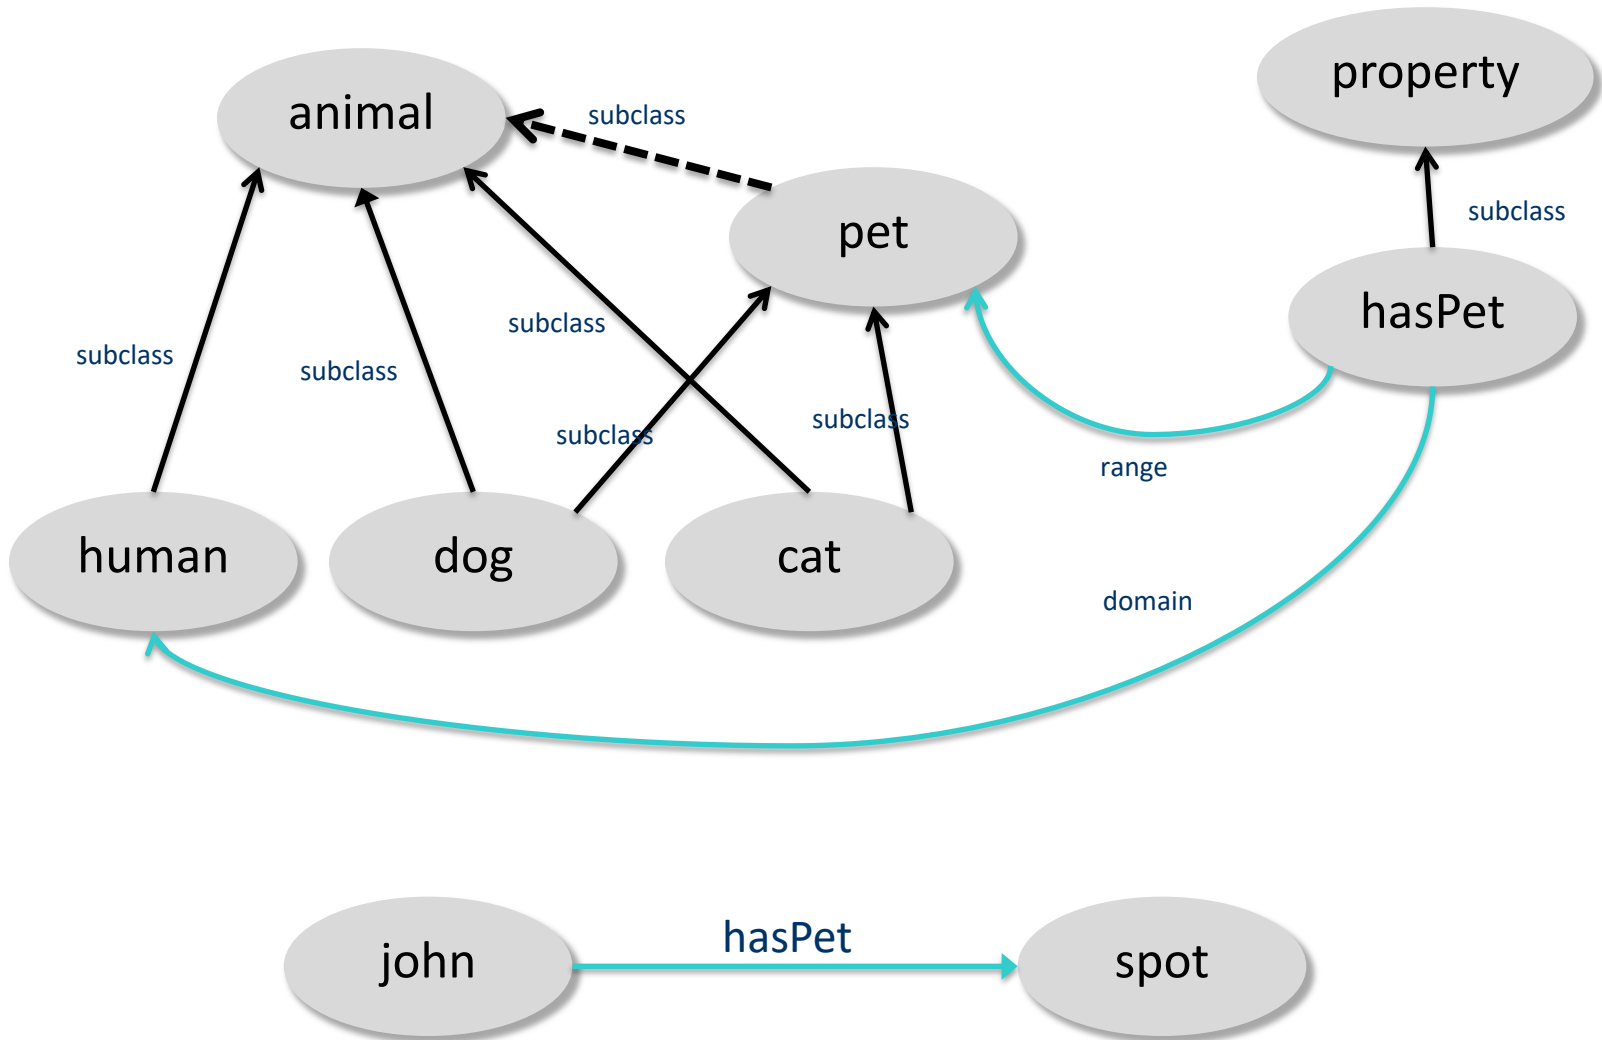 property
animal
subclass
subclass
pet
hasPet
subclass
subclass
subclass
subclass
subclass
range
human
dog
cat
domain
hasPet
john
spot